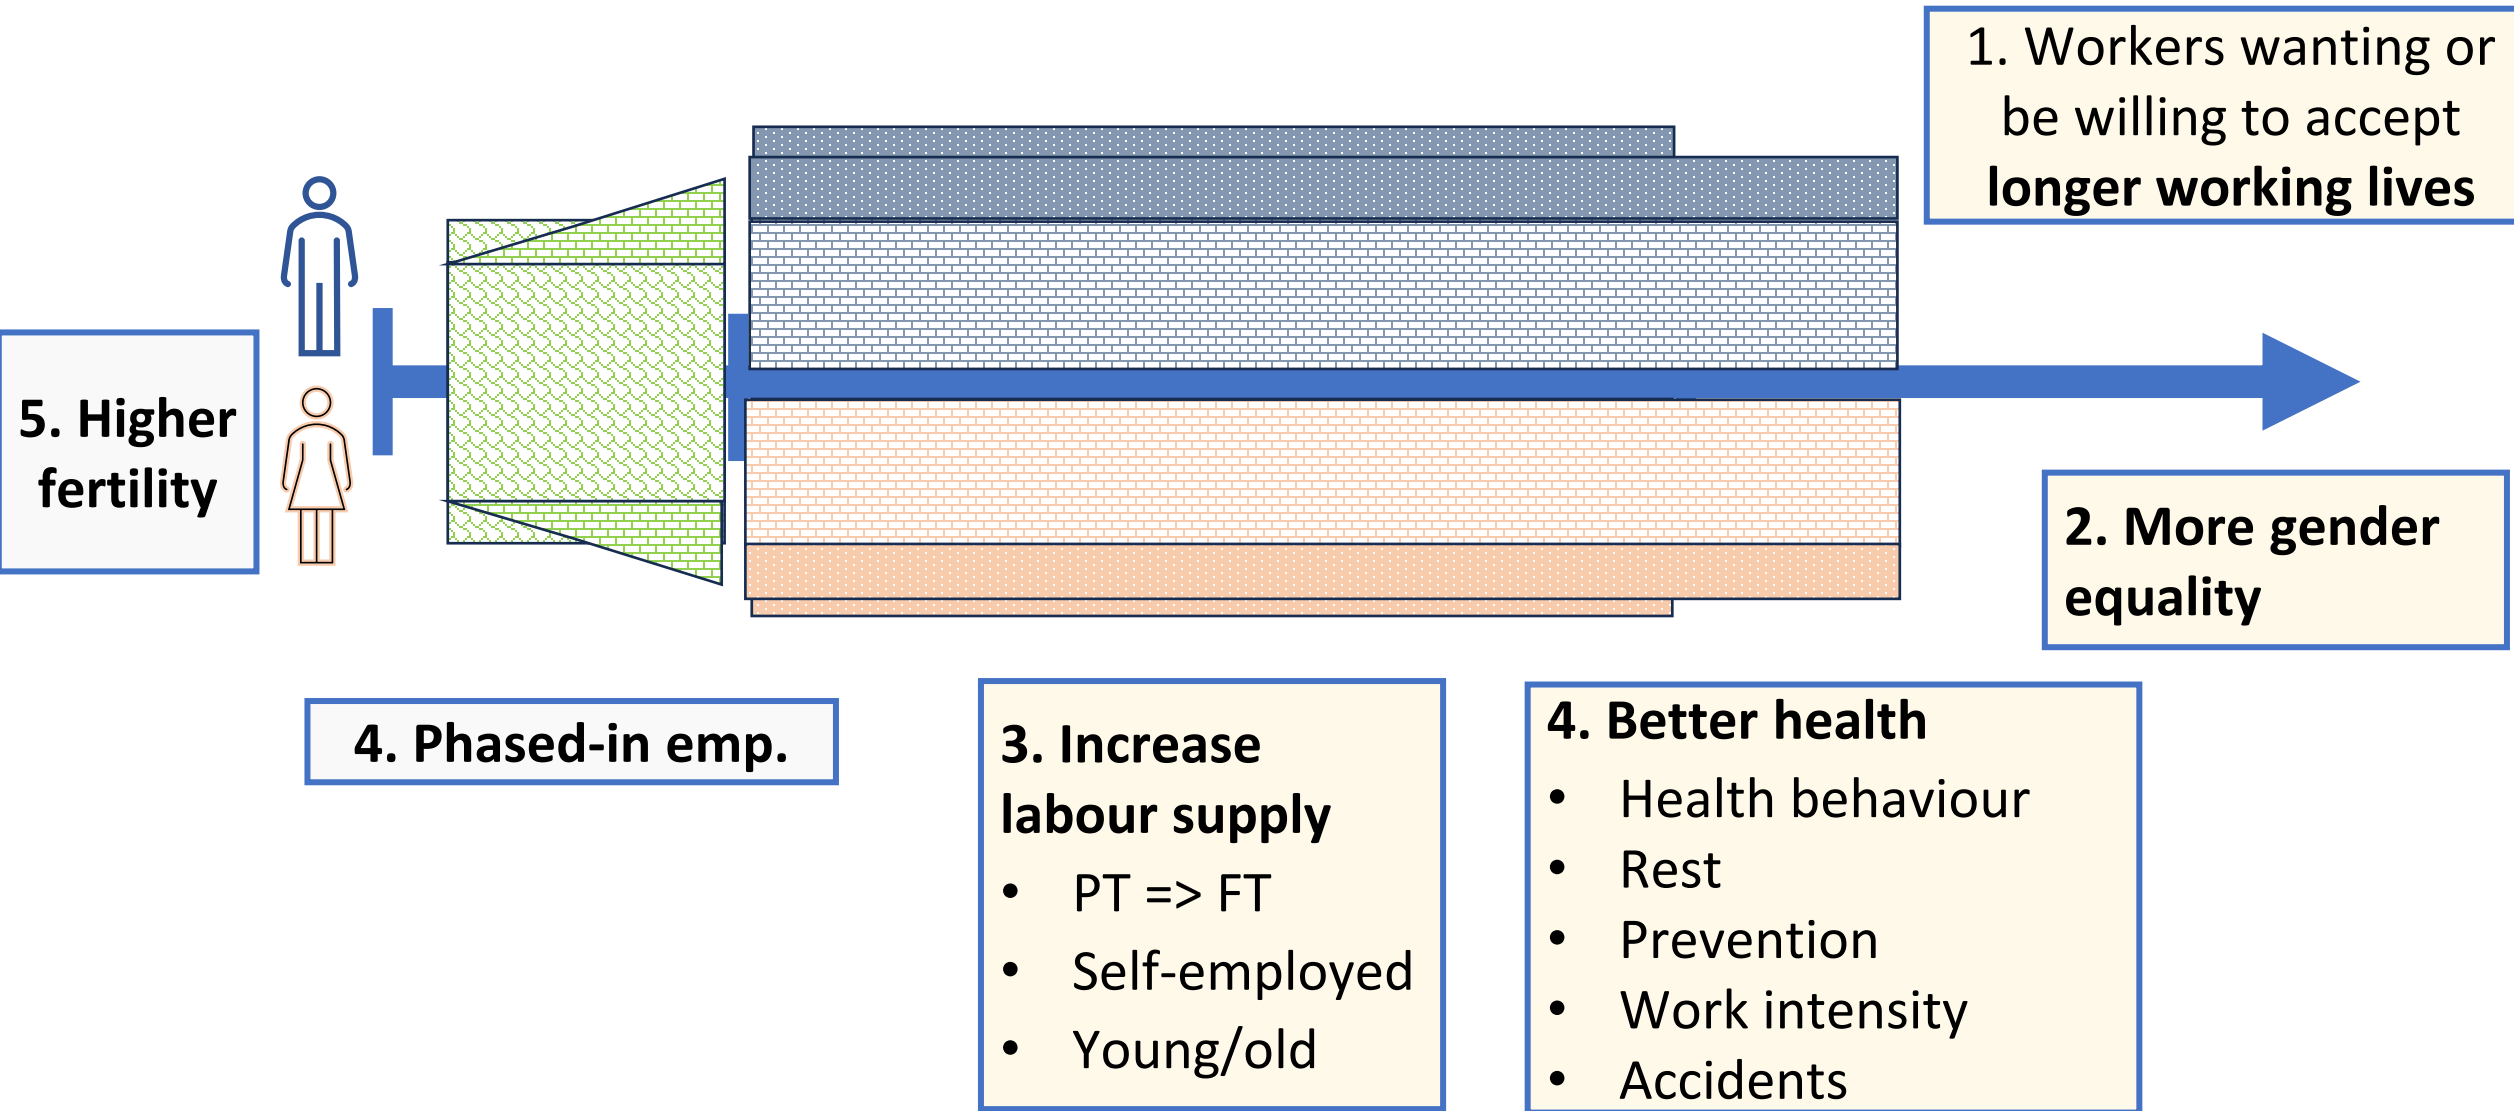 1. Workers wanting or
be willing to accept
longer working lives
5. Higher
fertility
2. More gender
equality
4. Phased-in emp.
3. Increase
labour supply
• PT => FT
• Self-employed
• Young/old
4. Better health
• Health behaviour
• Rest
• Prevention
• Work intensity
• Accidents